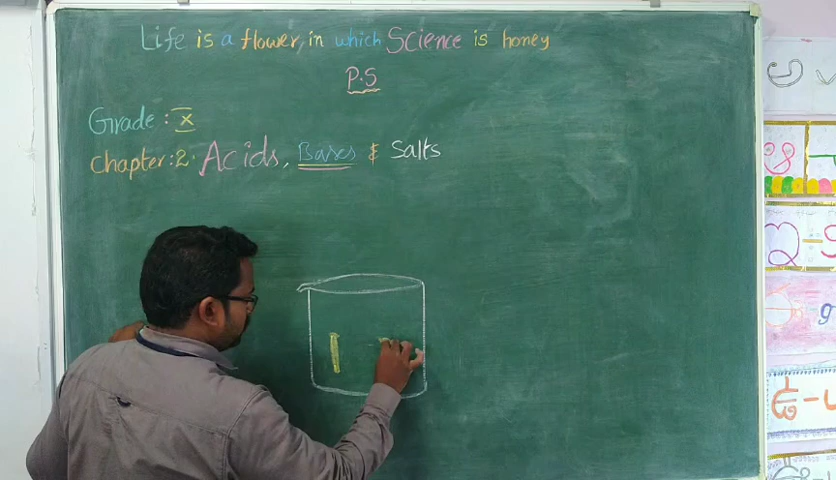 Life is a flower, in which Science is honey
P.S
Grade : X
Chapter:2. Acids, Bases & Salts